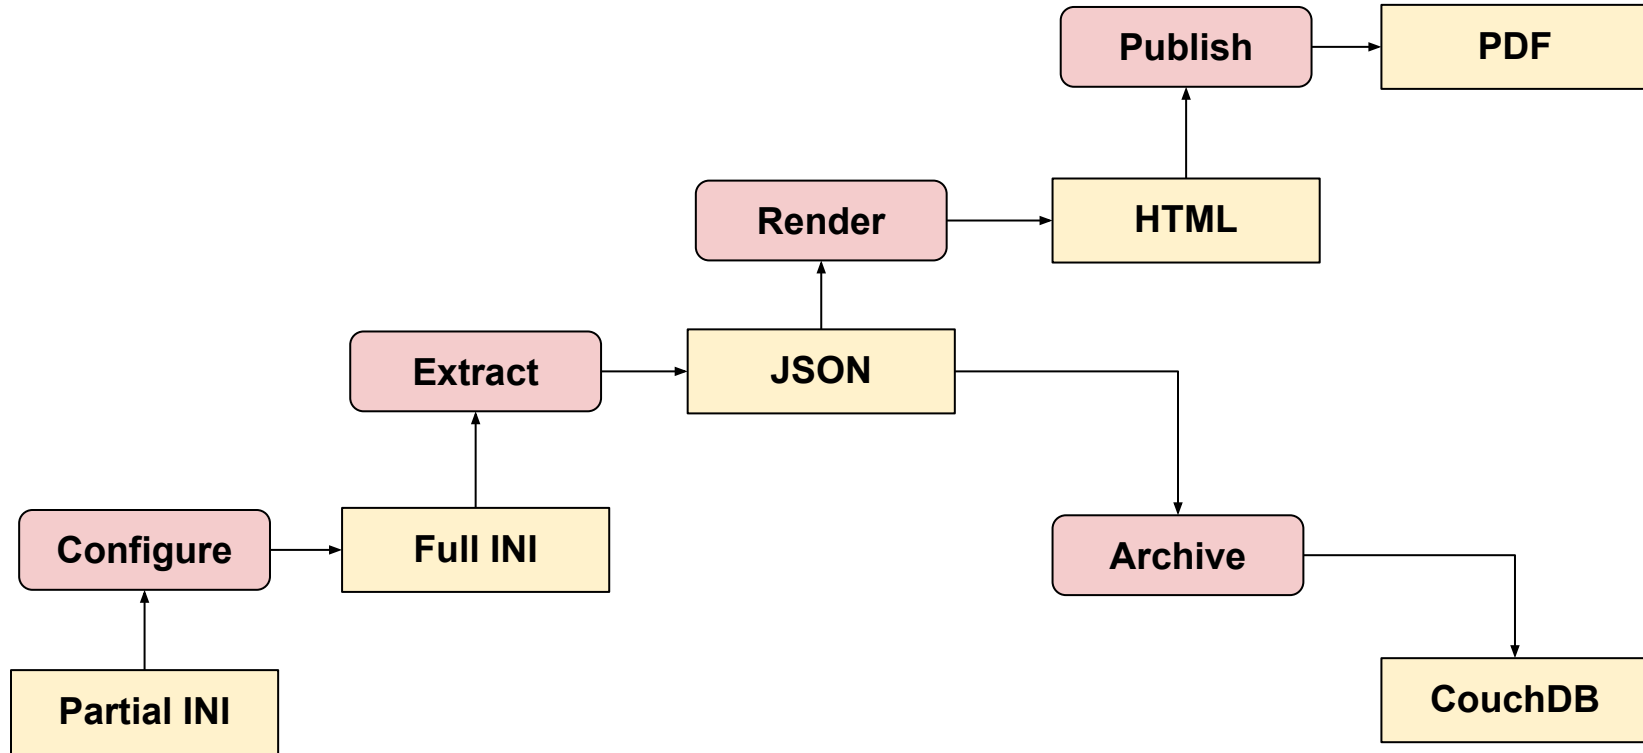 Publish
PDF
Render
HTML
Extract
JSON
Configure
Full INI
Archive
Partial INI
CouchDB